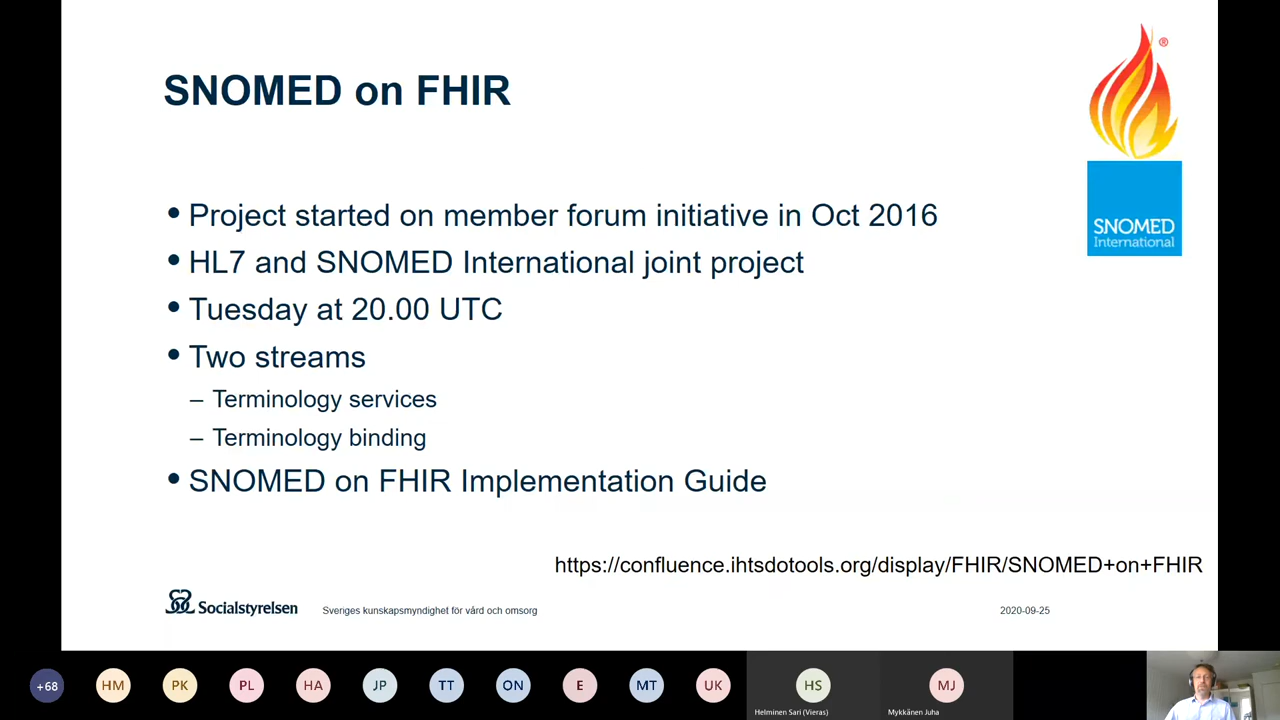 SNOMED on FHIR
®
SNOMED
International
• Project started on member forum initiative in Oct 2016
• HL7 and SNOMED International joint project
• Tuesday at 20.00 UTC
• Two streams
– Terminology services
– Terminology binding
• SNOMED on FHIR Implementation Guide
https://confluence.ihtsdotools.org/display/FHIR/SNOMED+on+FHIR
Socialstyrelsen
Sveriges kunskapsmyndighet för vård och omsorg
2020-09-25
+68
HM
PK
PL
HA
JP
TT
ON
E
MT
UK
HS
MJ
Helminen Sari (Vieras)
Mykkänen Juha